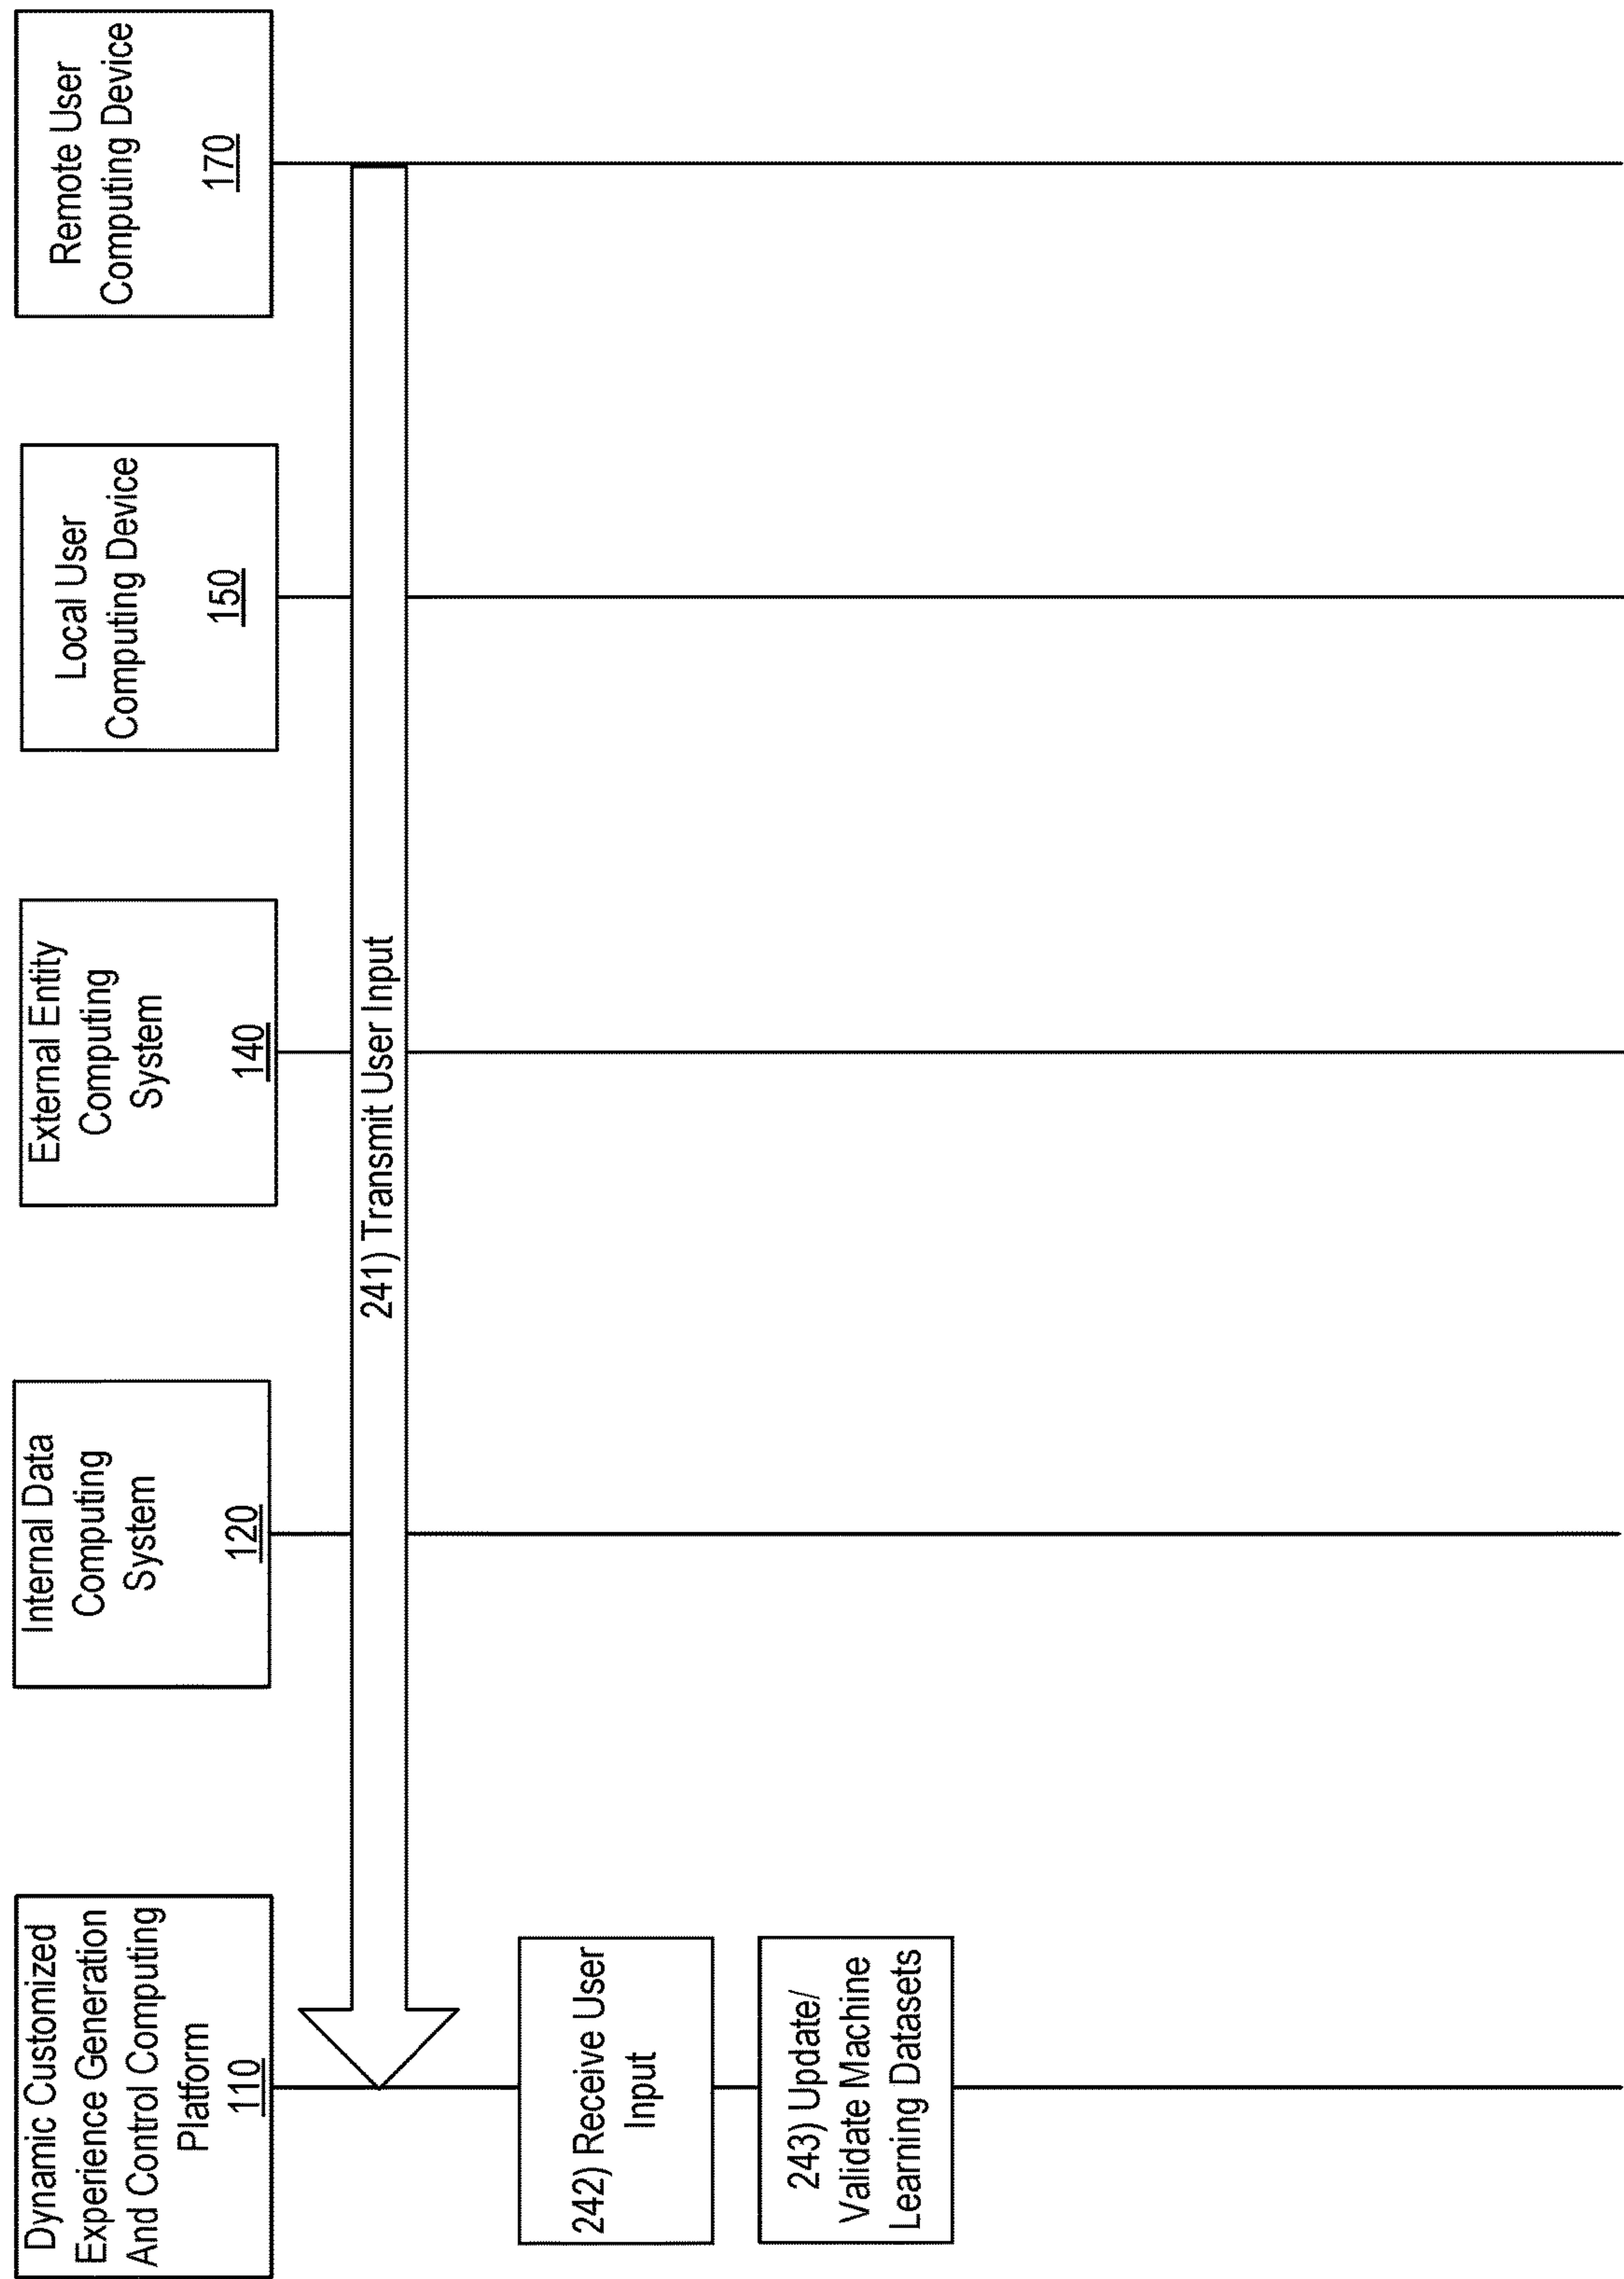 Dynamic Customized
Experience Generation
And Control Computing
Platform
110
Internal Data
Computing
System
120
External Entity
Computing
System
140
Local User
Computing Device
150
Remote User
Computing Device
170
241) Transmit User Input
242) Receive User
Input
243) Update/
Validate Machine
Learning Datasets